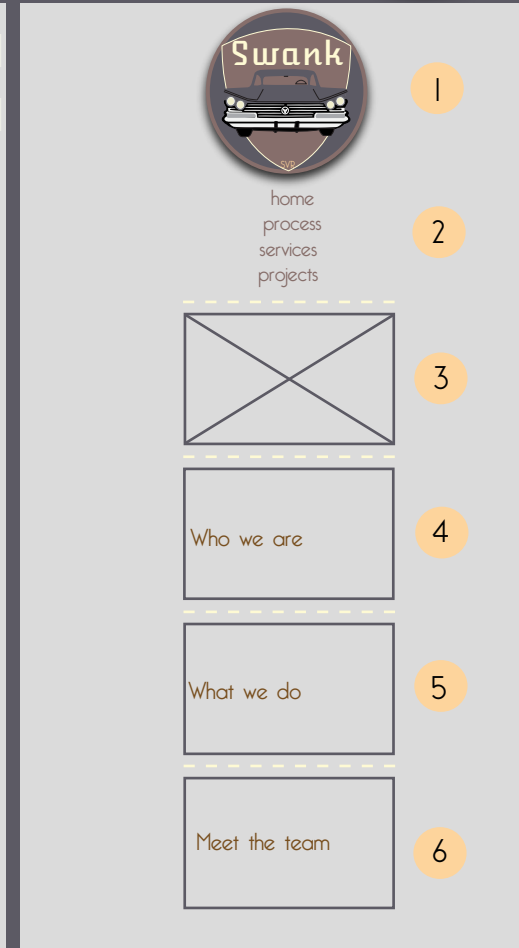 Swank
SVR
1
home
process
services
projects
2
3
Who we are
4
What we do
5
Meet the team
6